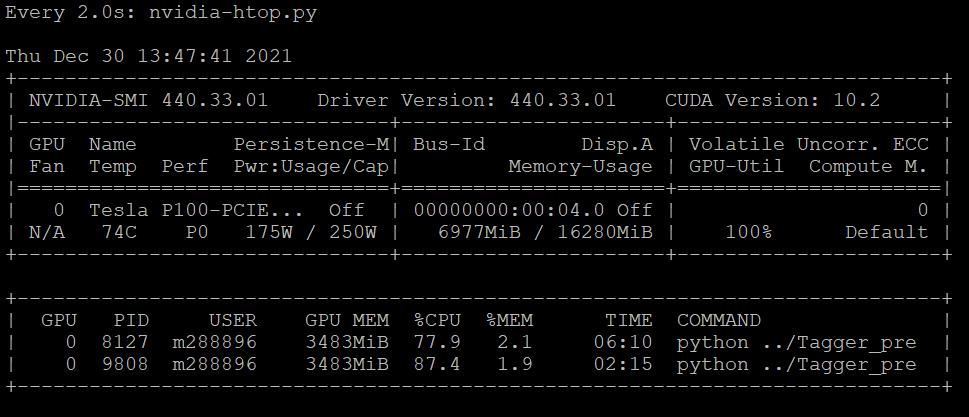 Every 2.0s: nvidia-htop.py
Thu Dec 30 13:47:41 2021
+-----------------------------------------------------------------------------+
| NVIDIA-SMI 440.33.01    Driver Version: 440.33.01    CUDA Version: 10.2     |
|-------------------------------+----------------------+----------------------+
| GPU  Name        Persistence-M| Bus-Id        Disp.A | Volatile Uncorr. ECC |
| Fan  Temp  Perf  Pwr:Usage/Cap|         Memory-Usage | GPU-Util  Compute M. |
|===============================+======================+======================|
|   0  Tesla P100-PCIE...  Off  | 00000000:00:04.0 Off |                    0 |
| N/A   74C    P0   175W / 250W |   6977MiB / 16280MiB |    100%      Default |
+-------------------------------+----------------------+----------------------+
+-----------------------------------------------------------------------------+
|  GPU   PID     USER    GPU MEM  %CPU  %MEM      TIME  COMMAND               |
|    0  8127  m288896    3483MiB  77.9   2.1     06:10  python ../Tagger_pre  |
|    0  9808  m288896    3483MiB  87.4   1.9     02:15  python ../Tagger_pre  |
+-----------------------------------------------------------------------------+